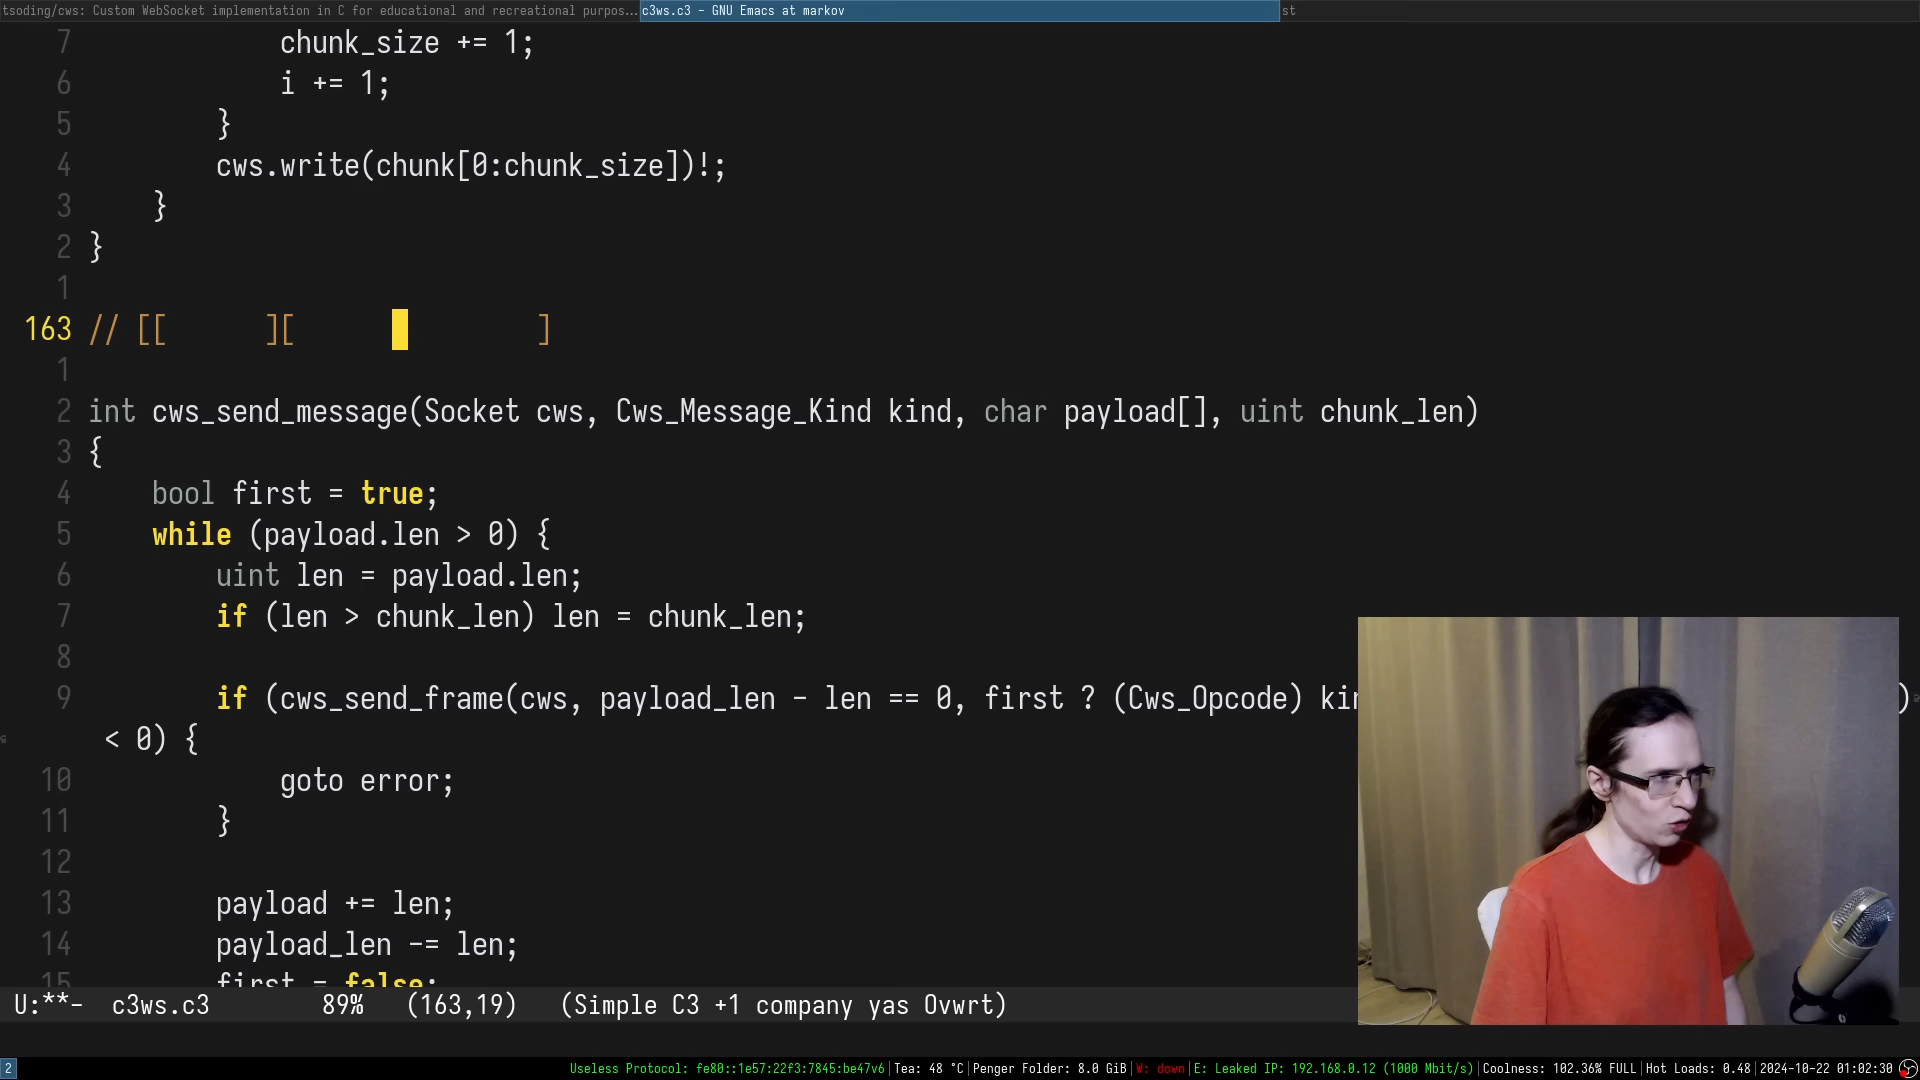 tsoding/cws: Custom WebSocket implementation in C for educational and recreational purpos... c3ws.c3 - GNU Emacs at markov st
7 chunk_size += 1;
6 i += 1;
5 }
4 cws.write(chunk[0:chunk_size])!;
3 }
2 }
1
163 // [[ ][ ]
1
2 int cws_send_message(Socket cws, Cws_Message_Kind kind, char payload[], uint chunk_len)
3 {
4 bool first = true;
5 while (payload.len > 0) {
6 uint len = payload.len;
7 if (len > chunk_len) len = chunk_len;
8
9 if (cws_send_frame(cws, payload_len - len == 0, first ? (Cws_Opcode) )
< 0) {
10 goto error;
11 }
12
13 payload += len;
14 payload_len -= len;
15 first = false;
U:**- c3ws.c3 89% (163,19) (Simple C3 +1 company yas Ovwrt)
2 Useless Protocol: fe80::1e57:22f3:7845:be47v6|Tea: 48 °C|Penger Folder: 8.0 GiB|W: down|E: Leaked IP: 192.168.0.12 (1000 Mbit/s)|Coolness: 102.36% FULL|Hot Loads: 0.48|2024-10-22 01:02:30